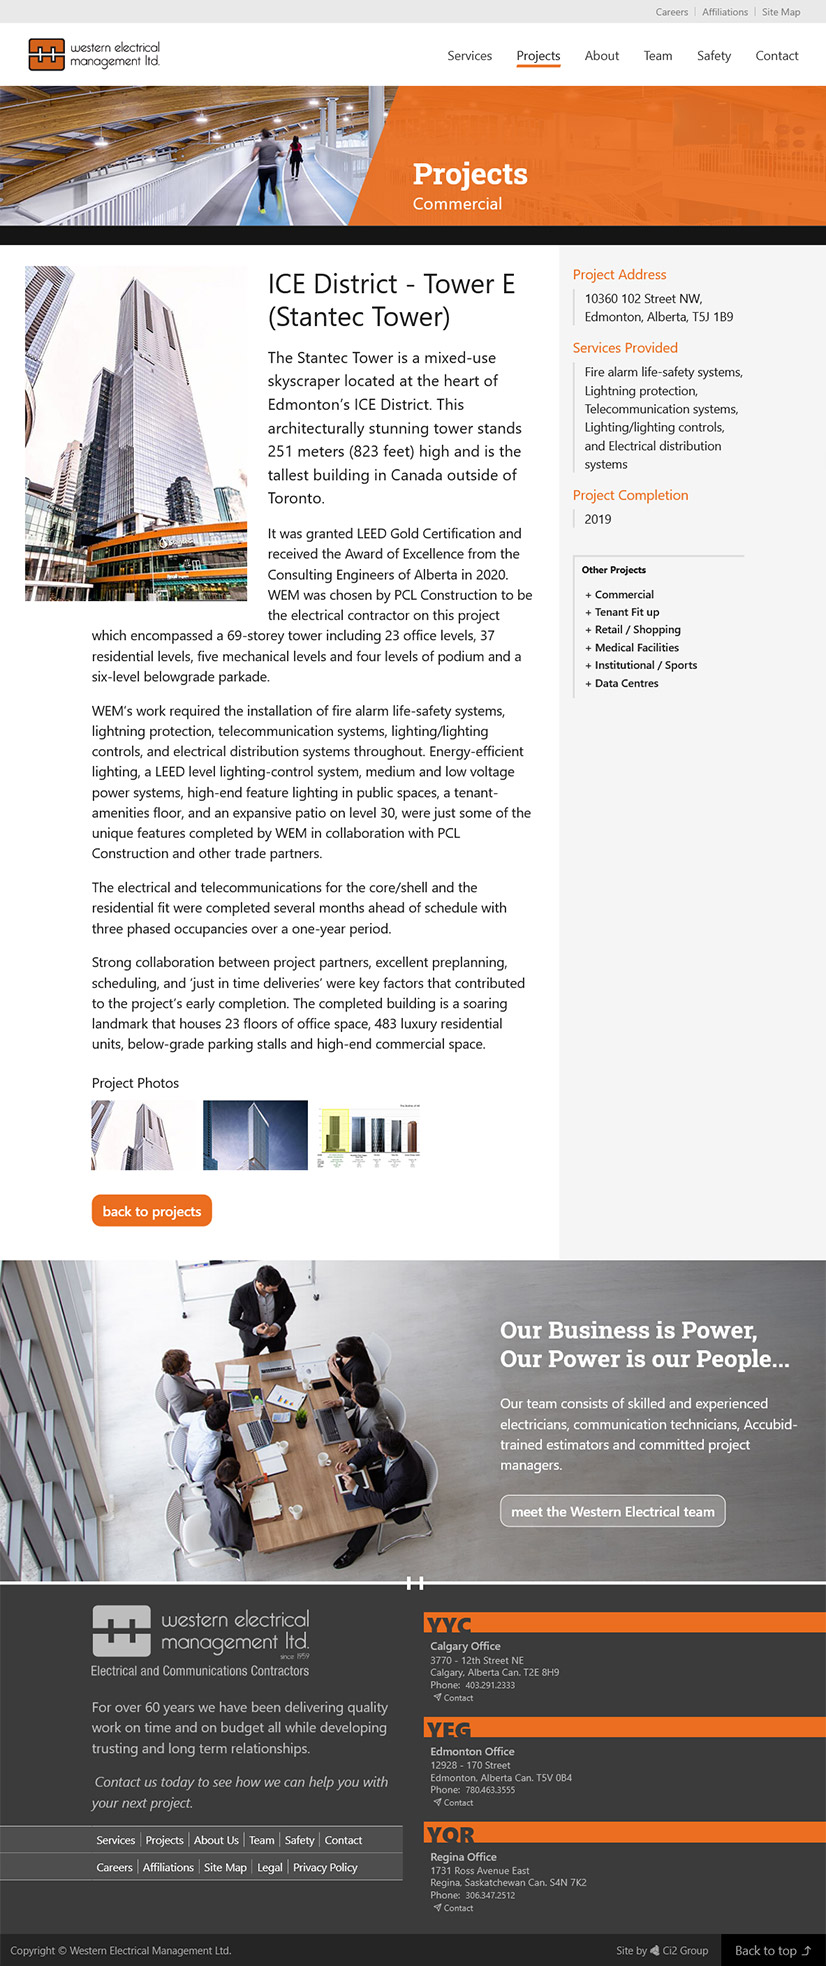 Careers | Affiliations | Site Map
western electrical
management ltd.
Services Projects About Team Safety Contact
Projects
Commercial
ICE District - Tower E
(Stantec Tower)
The Stantec Tower is a mixed-use
skyscraper located at the heart of
Edmonton’s ICE District. This
architecturally stunning tower stands
251 meters (823 feet) high and is the
tallest building in Canada outside of
Toronto.
It was granted LEED Gold Certification and
received the Award of Excellence from the
Consulting Engineers of Alberta in 2020.
WEM was chosen by PCL Construction to be
the electrical contractor on this project
which encompassed a 69-storey tower including 23 office levels, 37
residential levels, five mechanical levels and four levels of podium and a
six-level belowgrade parkade.
WEM’s work required the installation of fire alarm life-safety systems,
lightning protection, telecommunication systems, lighting/lighting
controls, and electrical distribution systems throughout. Energy-efficient
lighting, a LEED level lighting-control system, medium and low voltage
power systems, high-end feature lighting in public spaces, a tenant-
amenities floor, and an expansive patio on level 30, were just some of the
unique features completed by WEM in collaboration with PCL
Construction and other trade partners.
The electrical and telecommunications for the core/shell and the
residential fit were completed several months ahead of schedule with
three phased occupancies over a one-year period.
Strong collaboration between project partners, excellent preplanning,
scheduling, and ‘just in time deliveries’ were key factors that contributed
to the project’s early completion. The completed building is a soaring
landmark that houses 23 floors of office space, 483 luxury residential
units, below-grade parking stalls and high-end commercial space.
Project Photos
back to projects
Project Address
10360 102 Street NW,
Edmonton, Alberta, T5J 1B9
Services Provided
Fire alarm life-safety systems,
Lightning protection,
Telecommunication systems,
Lighting/lighting controls,
and Electrical distribution
systems
Project Completion
2019
Other Projects
+ Commercial
+ Tenant Fit up
+ Retail / Shopping
+ Medical Facilities
+ Institutional / Sports
+ Data Centres
Our Business is Power,
Our Power is our People...
Our team consists of skilled and experienced
electricians, communication technicians, Accubid-
trained estimators and committed project
managers.
meet the Western Electrical team
western electrical
management ltd.
since 1959
Electrical and Communications Contractors
For over 60 years we have been delivering quality
work on time and on budget all while developing
trusting and long term relationships.
Contact us today to see how we can help you with
your next project.
Services | Projects | About Us | Team | Safety | Contact
Careers | Affiliations | Site Map | Legal | Privacy Policy
YYC
Calgary Office
3770 - 12th Street NE
Calgary, Alberta Can. T2E 8H9
Phone: 403.291.2333
Contact
YEG
Edmonton Office
12928 - 170 Street
Edmonton, Alberta Can. T5V 0B4
Phone: 780.463.3555
Contact
YQR
Regina Office
1731 Ross Avenue East
Regina, Saskatchewan Can. S4N 7K2
Phone: 306.347.2512
Contact
Copyright © Western Electrical Management Ltd.
Site by Ci2 Group
Back to top